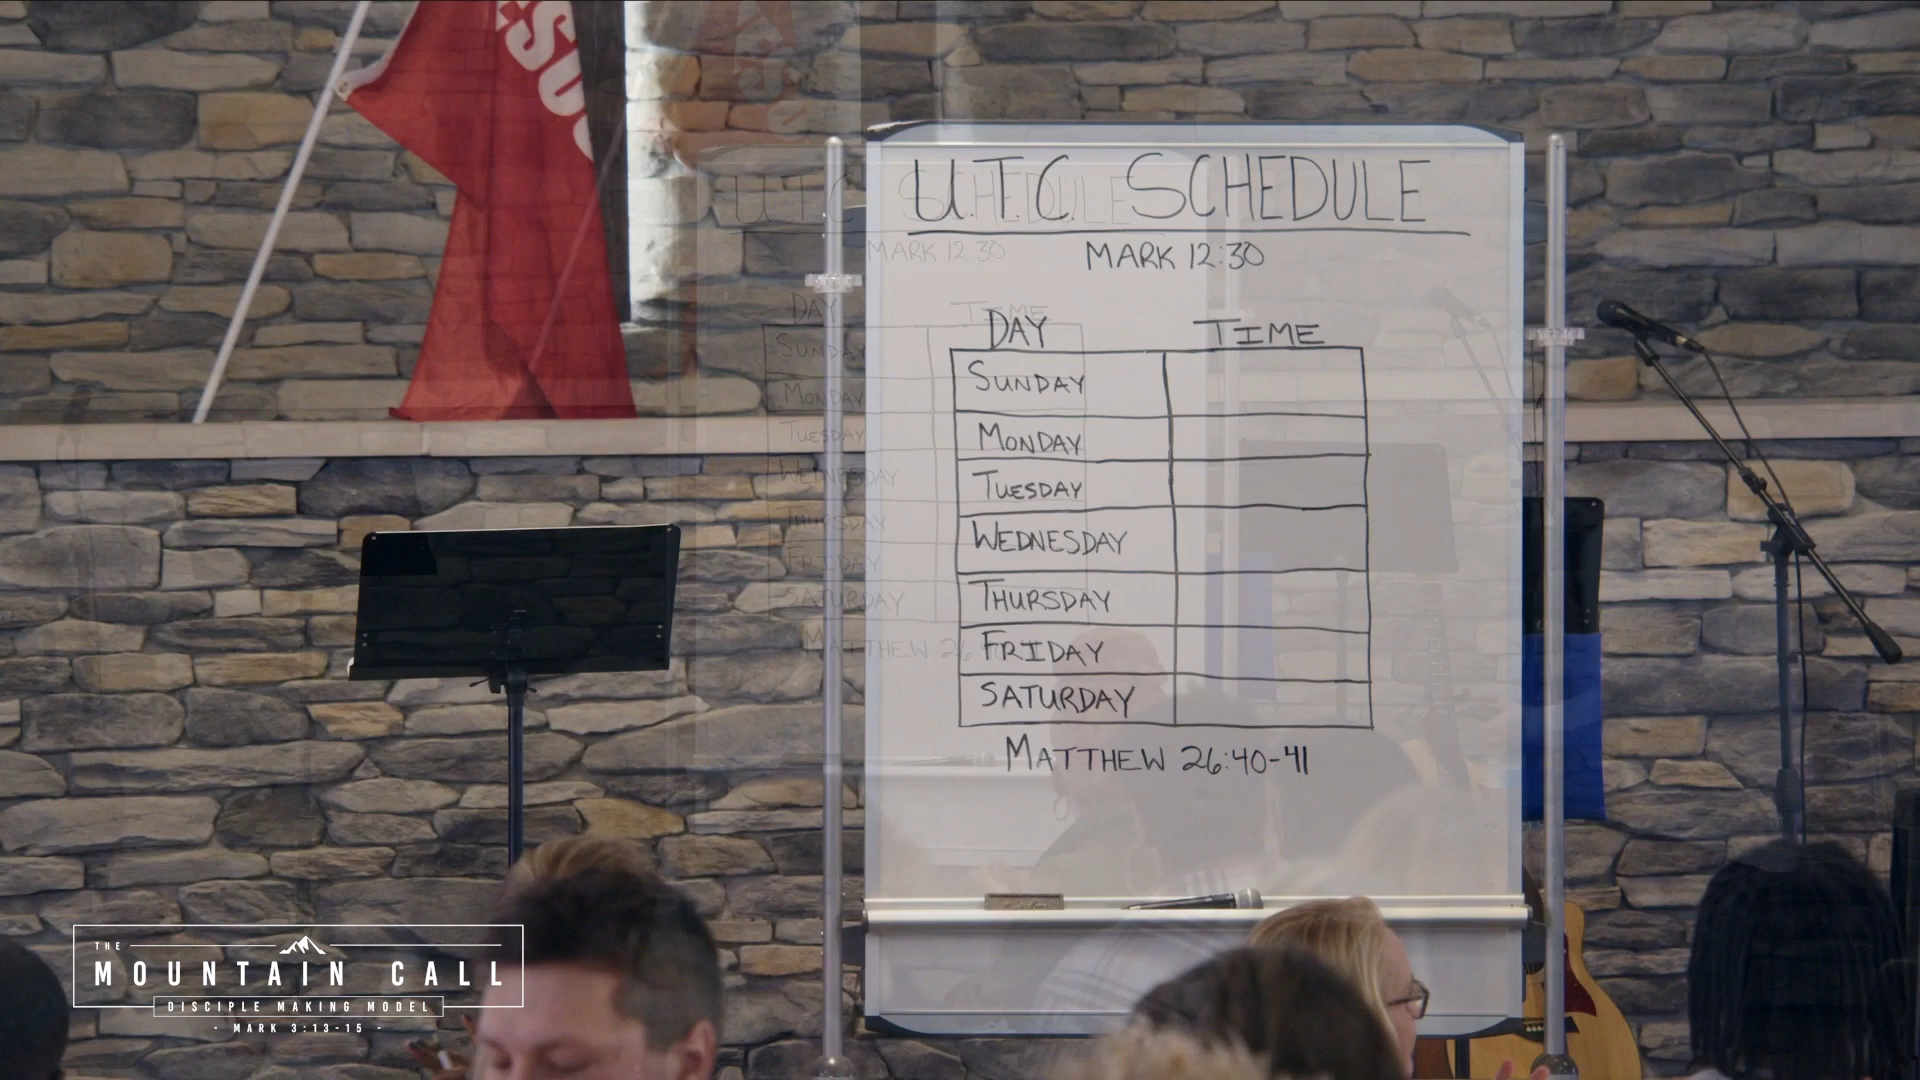 U.T.C. SCHEDULE
MARK 12:30
DAY TIME
SUNDAY
MONDAY
TUESDAY
WEDNESDAY
THURSDAY
FRIDAY
SATURDAY
MATTHEW 26:40-41
THE
MOUNTAIN CALL
DISCIPLE MAKING MODEL
- MARK 3:13-15 -